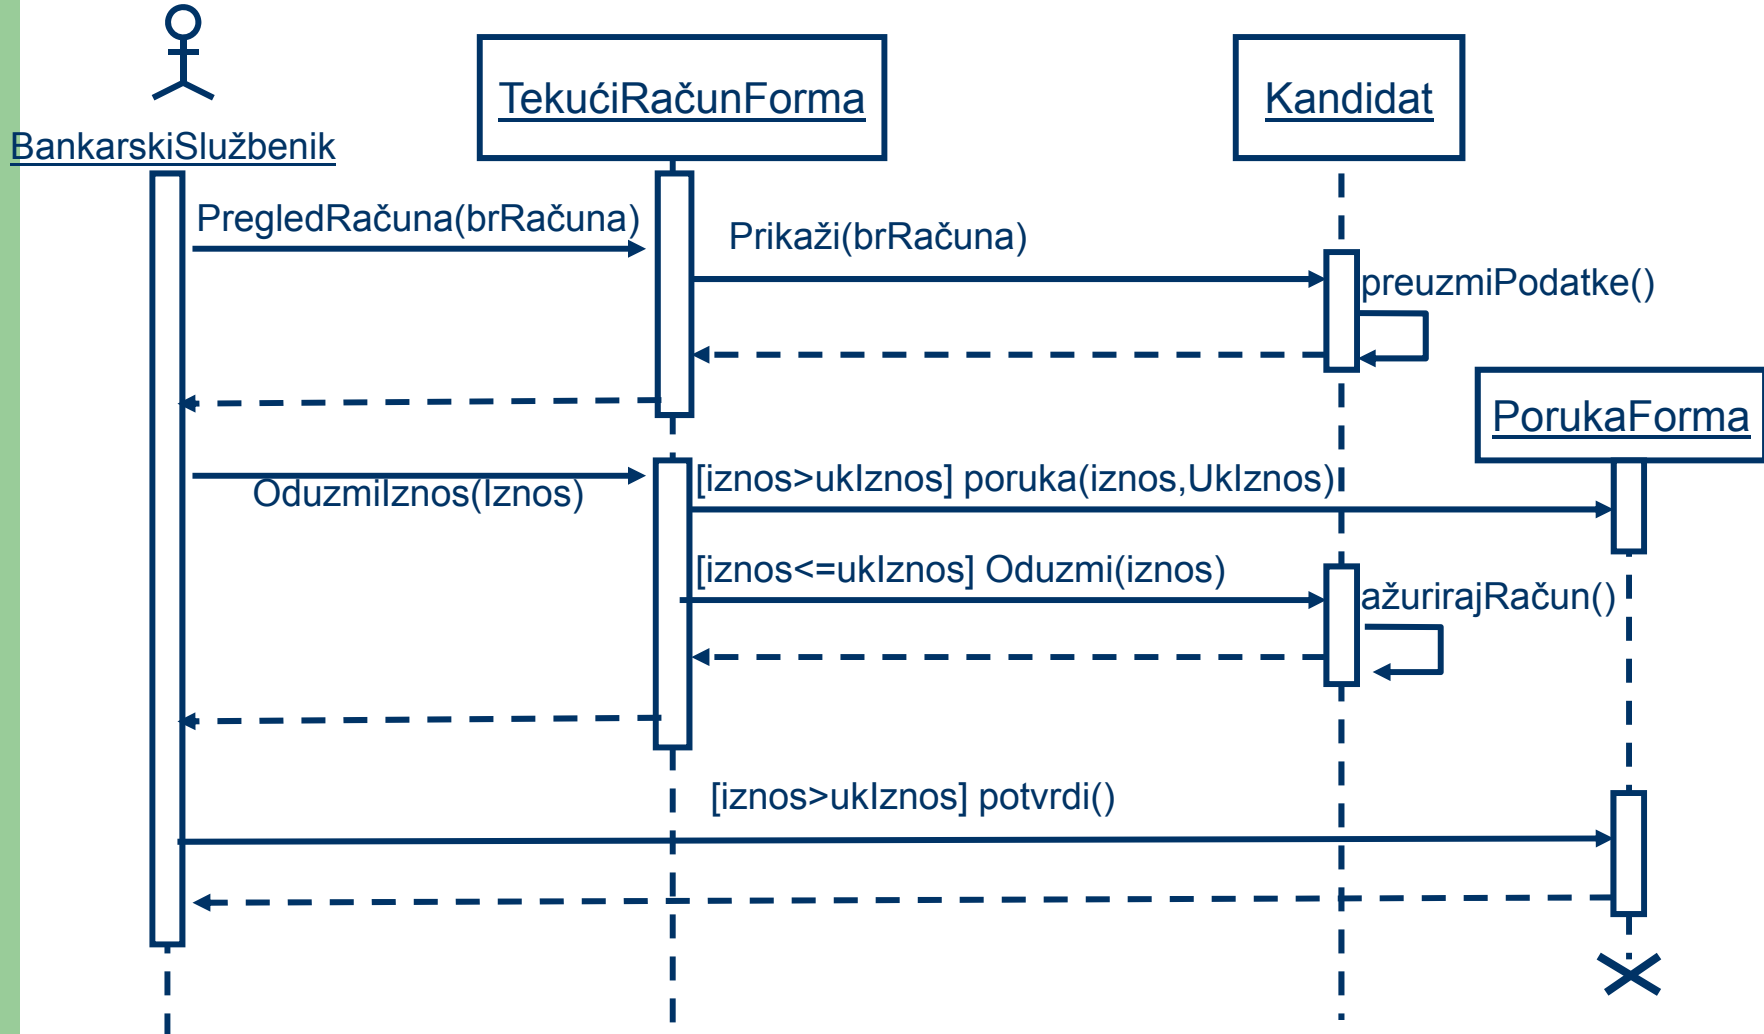 TekućiRačunForma
Kandidat
BankarskiSlužbenik
PregledRačuna(brRačuna)
Prikaži(brRačuna)
preuzmiPodatke()
PorukaForma
[iznos>ukIznos] poruka(iznos,UkIznos)
OduzmiIznos(Iznos)
[iznos<=ukIznos] Oduzmi(iznos)
ažurirajRačun()
[iznos>ukIznos] potvrdi()